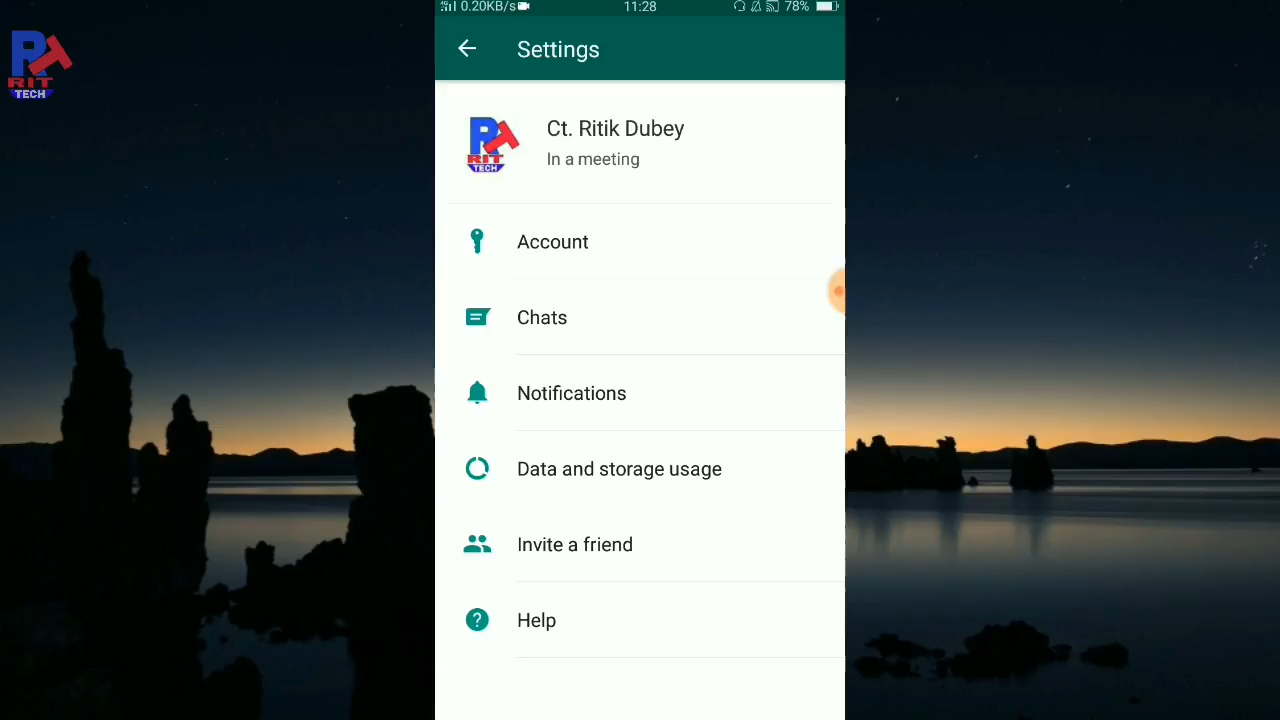 RIT
TECH
0.20KB/s 11:28 78%
Settings
RIT
TECH
Ct. Ritik Dubey
In a meeting
Account
Chats
Notifications
Data and storage usage
Invite a friend
Help